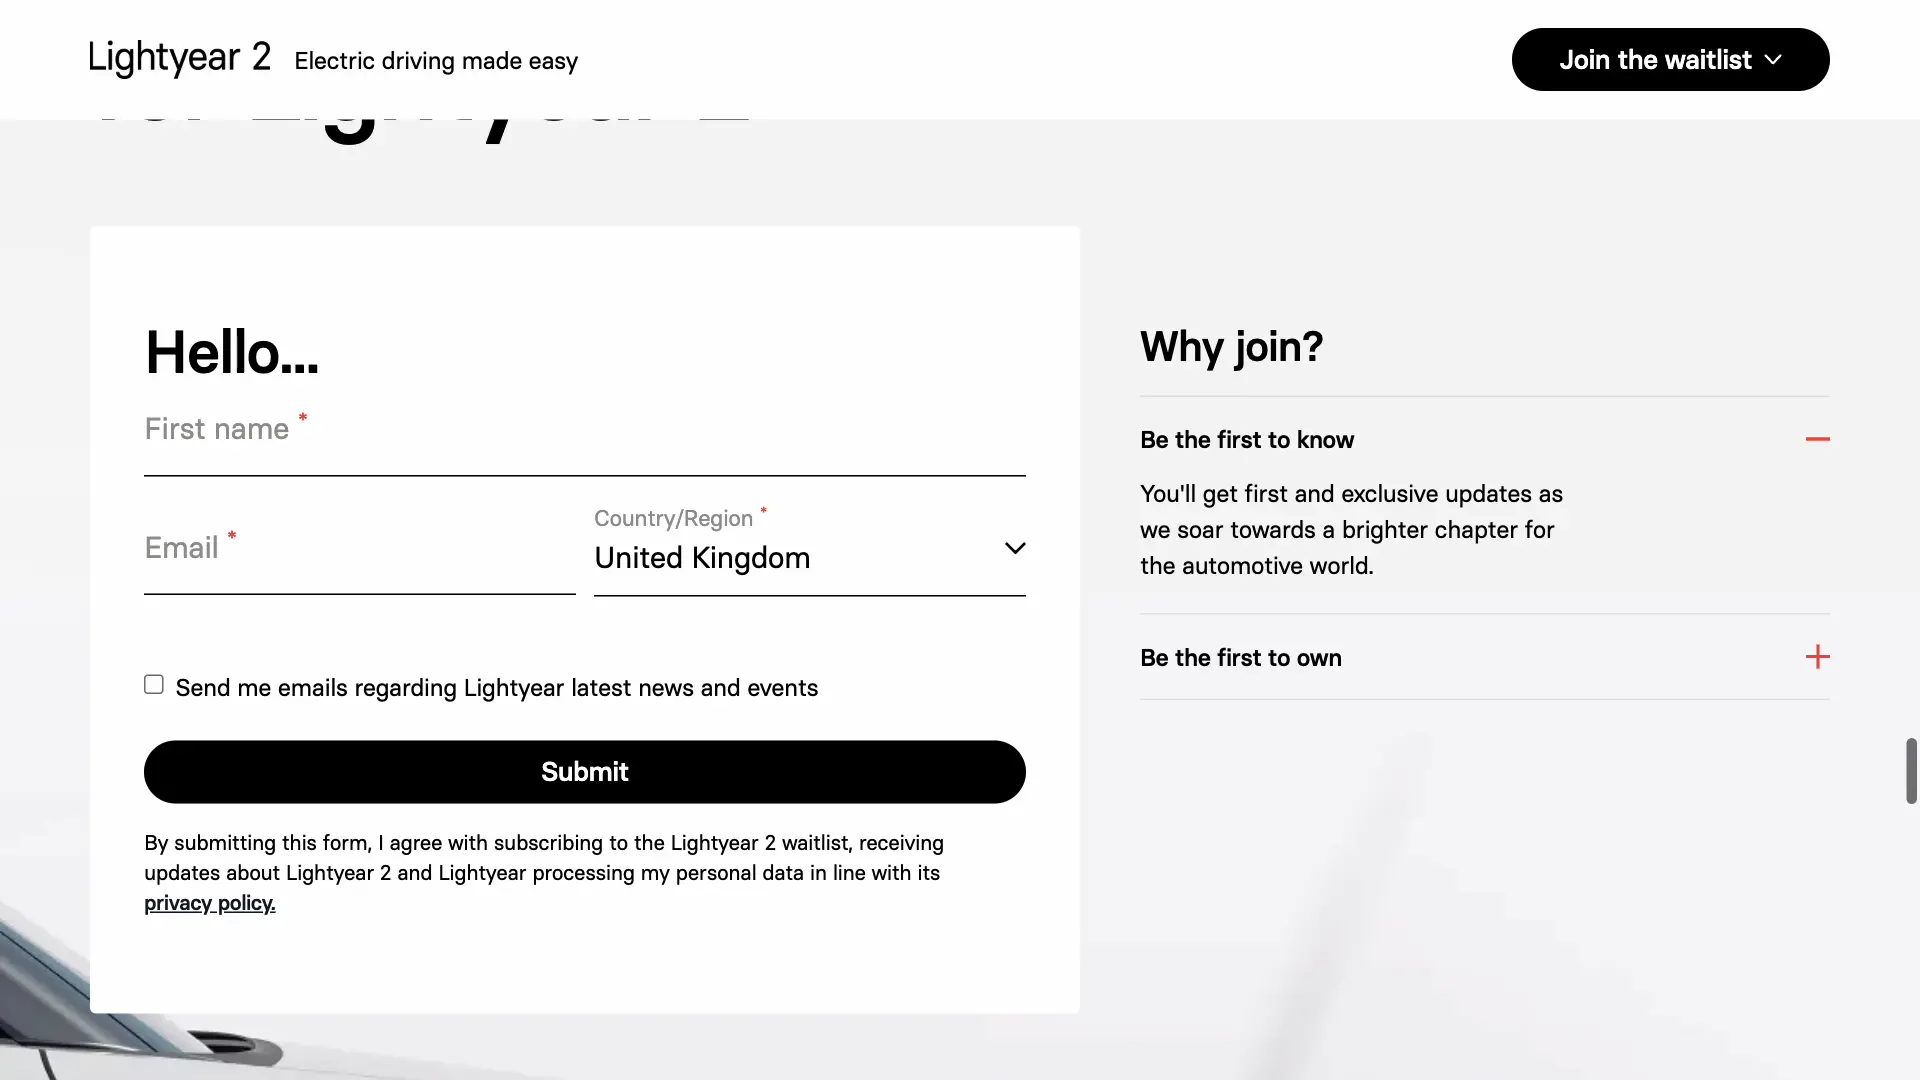 Lightyear 2 Electric driving made easy
Join the waitlist
for Lightyear 2
Hello...
First name *
Email *
Country/Region *
United Kingdom
Send me emails regarding Lightyear latest news and events
Submit
By submitting this form, I agree with subscribing to the Lightyear 2 waitlist, receiving
updates about Lightyear 2 and Lightyear processing my personal data in line with its
privacy policy.
Why join?
Be the first to know
You'll get first and exclusive updates as
we soar towards a brighter chapter for
the automotive world.
Be the first to own